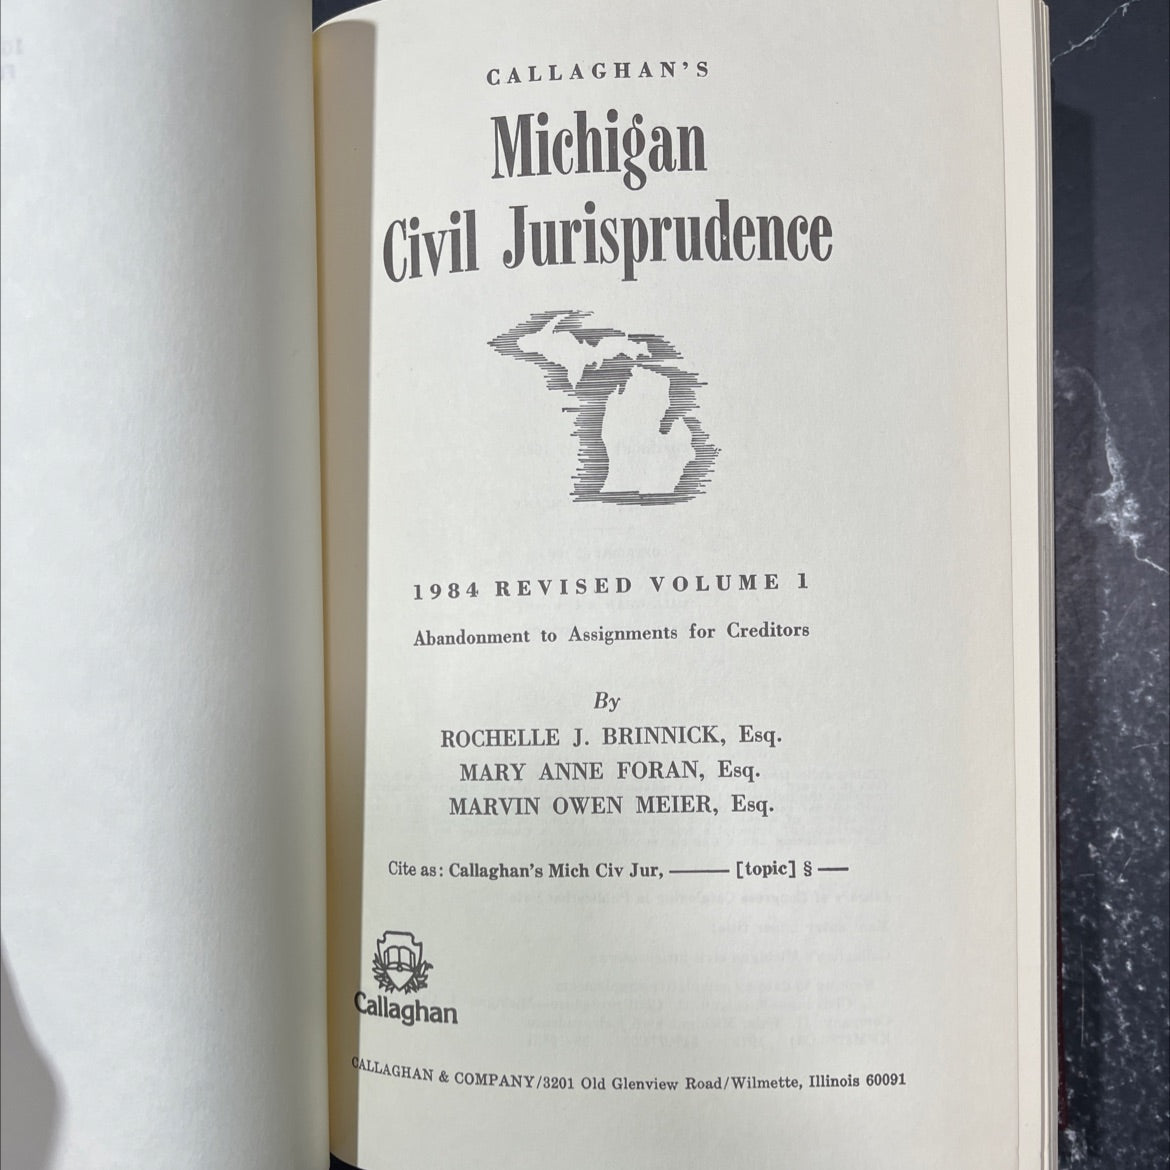 CALLAGHAN'S
Michigan
Civil Jurisprudence
1984 REVISED VOLUME 1
Abandonment to Assignments for Creditors
By
ROCHELLE J. BRINNICK, Esq.
MARY ANNE FORAN, Esq.
MARVIN OWEN MEIER, Esq.
Cite as: Callaghan's Mich Civ Jur, —— [topic] § —
Callaghan
CALLAGHAN & COMPANY/3201 Old Glenview Road/Wilmette, Illinois 60091